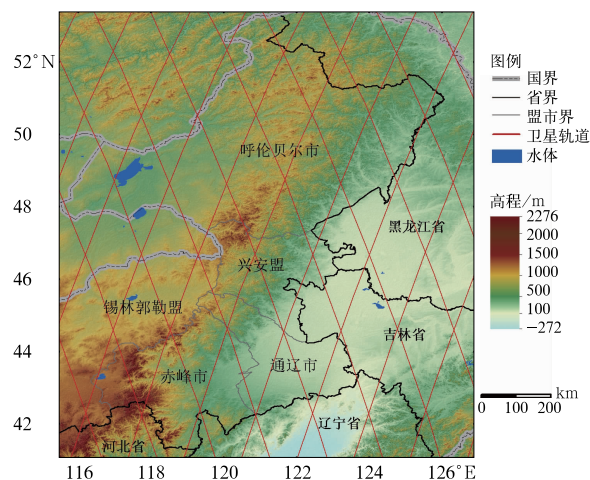 52°N
50
48
46
44
42
116
118
120
122
124
126°E
呼伦贝尔市
黑龙江省
兴安盟
锡林郭勒盟
吉林省
通辽市
赤峰市
辽宁省
河北省
图例
国界
省界
盟市界
卫星轨道
水体
高程/m
2276
2000
1500
1000
500
100
−272
km
0 100 200